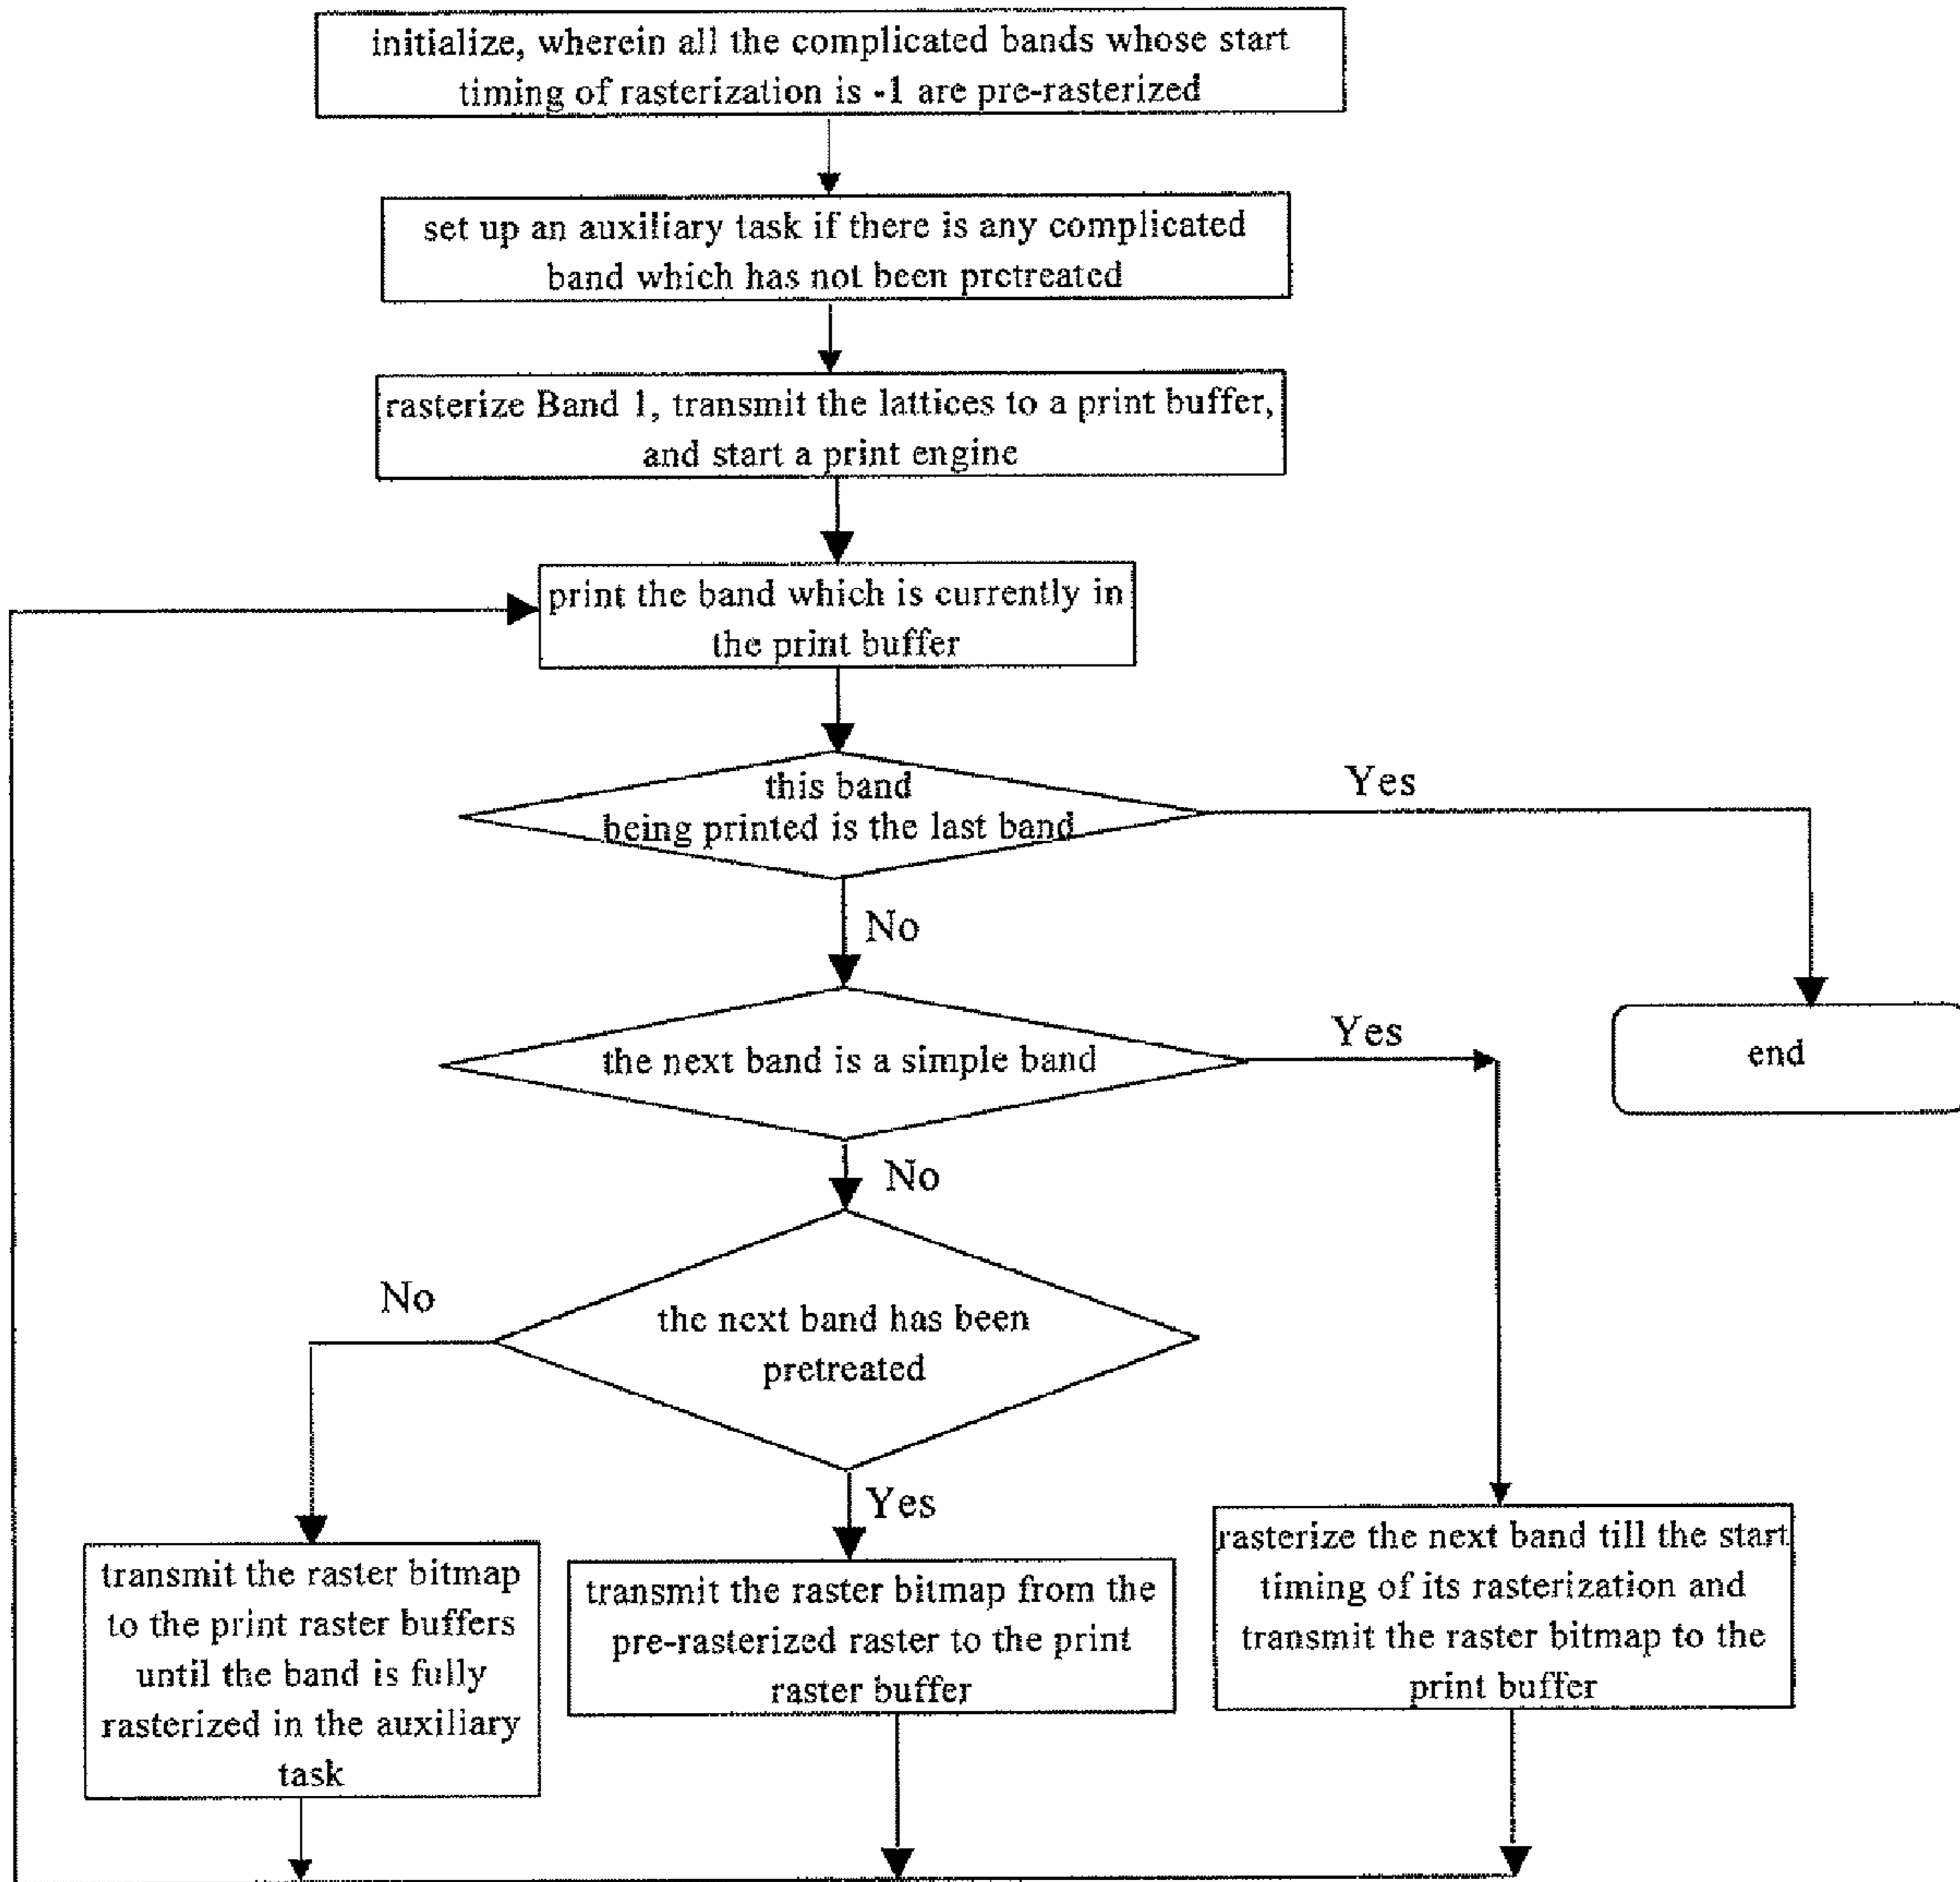 initialize, wherein all the complicated bands whose start
timing of rasterization is -1 are pre-rasterized
set up an auxiliary task if there is any complicated
band which has not been pretreated
rasterize Band 1, transmit the lattices to a print buffer,
and start a print engine
print the band which is currently in
the print buffer
this band
being printed is the last band
Yes
No
the next band is a simple band
Yes
end
No
the next band has been
pretreated
No
Yes
transmit the raster bitmap
to the print raster buffers
until the band is fully
rasterized in the auxiliary
task
transmit the raster bitmap from the
pre-rasterized raster to the print
raster buffer
rasterize the next band till the start
timing of its rasterization and
transmit the raster bitmap to the
print buffer